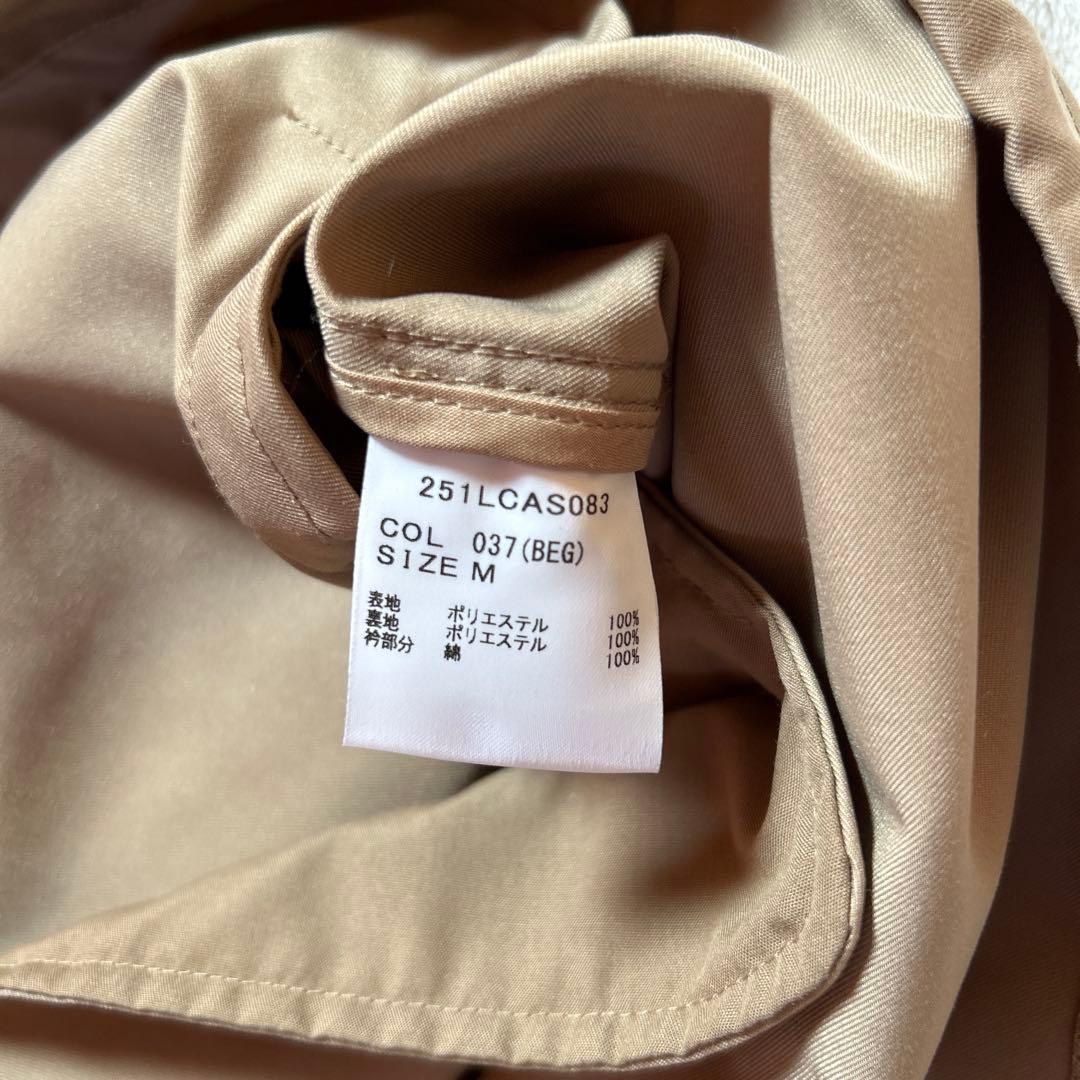 251LCAS083
COL 037(BEG)
SIZE M
表地 ポリエステル 100%
裏地 ポリエステル 100%
衿部分 綿 100%